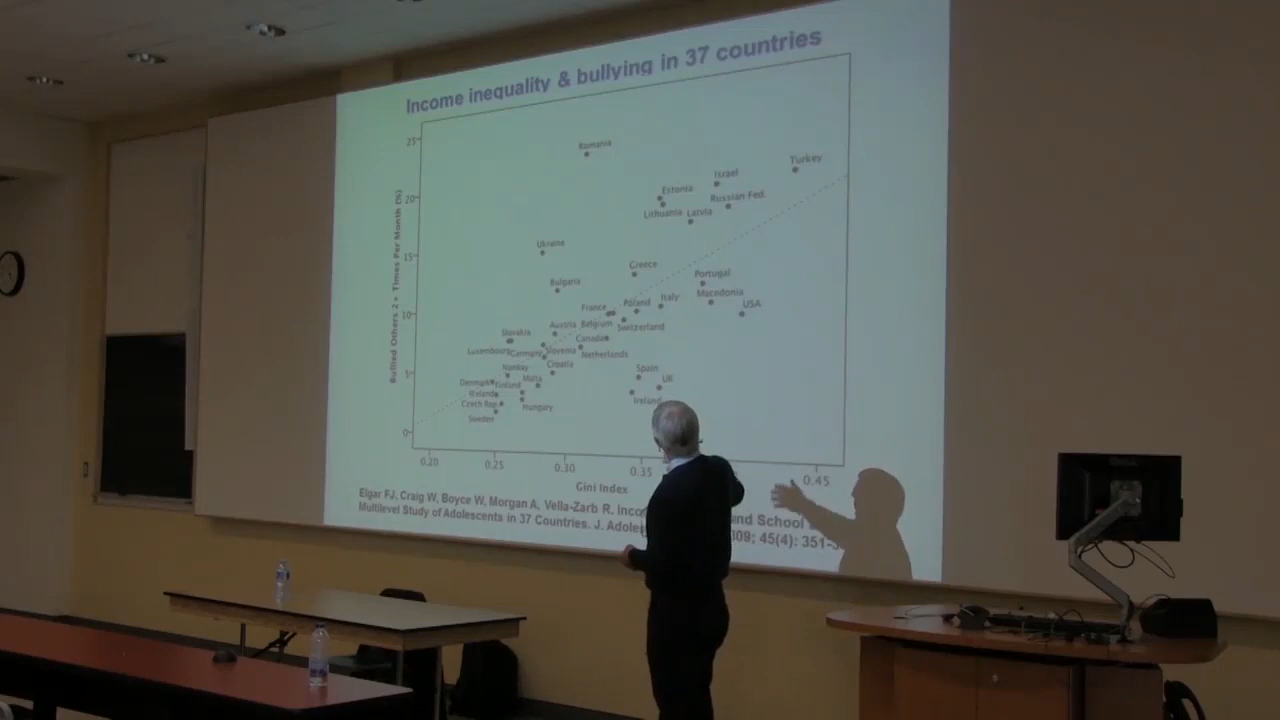 Income inequality & bullying in 37 countries
Bullied Others 2+ Times Per Month (%)
25
20
15
10
5
0
Romania
Turkey
Israel
Estonia
Russian Fed.
Lithuania
Latvia
Ukraine
Greece
Portugal
Bulgaria
Macedonia
Italy
USA
Poland
France
Switzerland
Belgium
Austria
Slovakia
Canada
Luxembourg
Germany
Slovenia
Netherlands
Croatia
Norway
Spain
UK
Malta
Denmark
Finland
Ireland
Czech Rep.
Hungary
Sweden
0.20
0.25
0.30
0.35
0.45
Gini Index
Elgar FJ, Craig W, Boyce W, Morgan A, Vella-Zarb R. Inco and School
Multilevel Study of Adolescents in 37 Countries. J. Adole 45(4): 351-